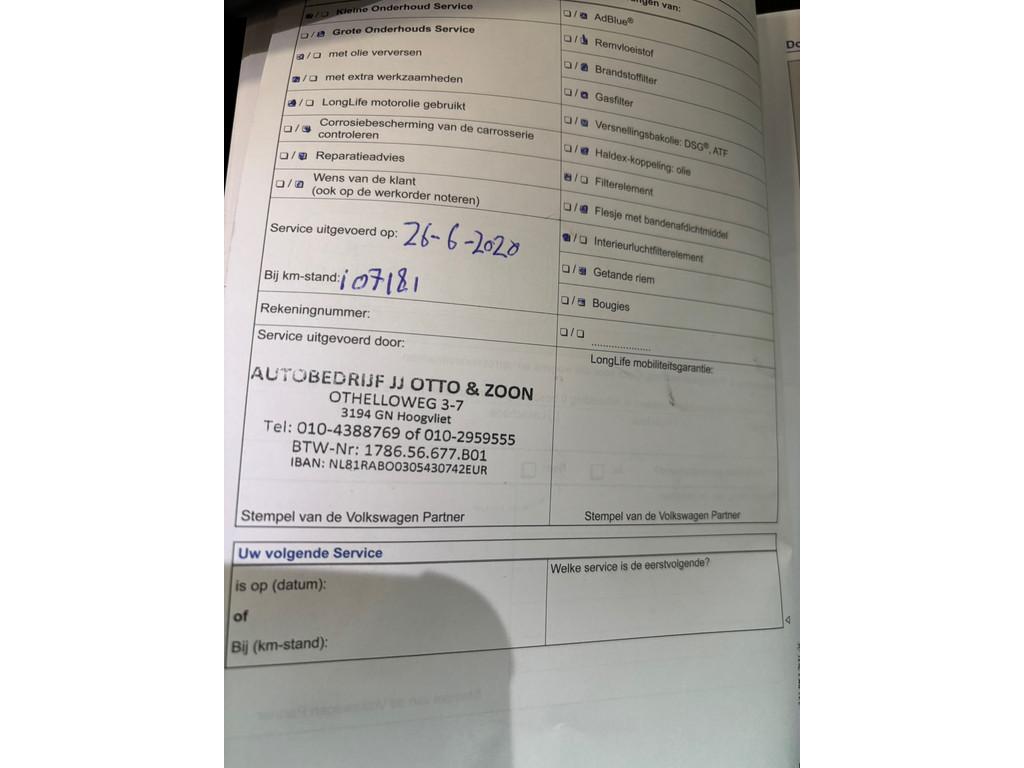 ❏/❏ Kleine Onderhoud Service
❏/❏ Grote Onderhouds Service
❏/❏ met olie verversen
❏/❏ met extra werkzaamheden
❏/❏ LongLife motorolie gebruikt
❏/❏ Corrosiebescherming van de carrosserie
controleren
❏/❏ Reparatieadvies
❏/❏ Wens van de klant
(ook op de werkorder noteren)
Service uitgevoerd op: 26-6-2020
Bij km-stand: 107181
Rekeningnummer:
Service uitgevoerd door:
AUTOBEDRIJF JJ OTTO & ZOON
OTHELLOWEG 3-7
3194 GN Hoogvliet
Tel: 010-4388769 of 010-2959555
BTW-Nr: 1786.56.677.B01
IBAN: NL81RABO0305430742EUR
Stempel van de Volkswagen Partner
van:
❏/❏ AdBlue®
❏/❏ Remvloeistof
❏/❏ Brandstoffilter
❏/❏ Gasfilter
❏/❏ Versnellingsbakolie: DSG®, ATF
❏/❏ Haldex-koppeling: olie
❏/❏ Filterelement
❏/❏ Flesje met bandenafdichtmiddel
❏/❏ Interieurluchtfilterelement
❏/❏ Getande riem
❏/❏ Bougies
❏/❏ .....................
LongLife mobiliteitsgarantie:
Stempel van de Volkswagen Partner
Uw volgende Service
is op (datum):
of
Bij (km-stand):
Welke service is de eerstvolgende?